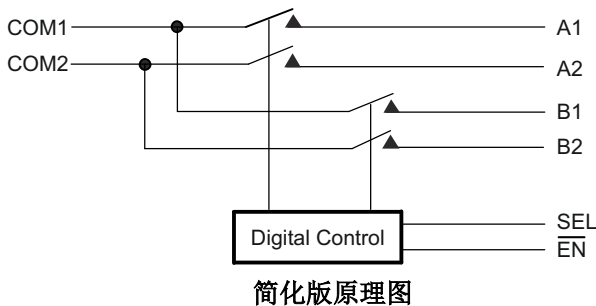 COM1
A1
COM2
A2
B1
B2
Digital Control
SEL
EN
简化版原理图